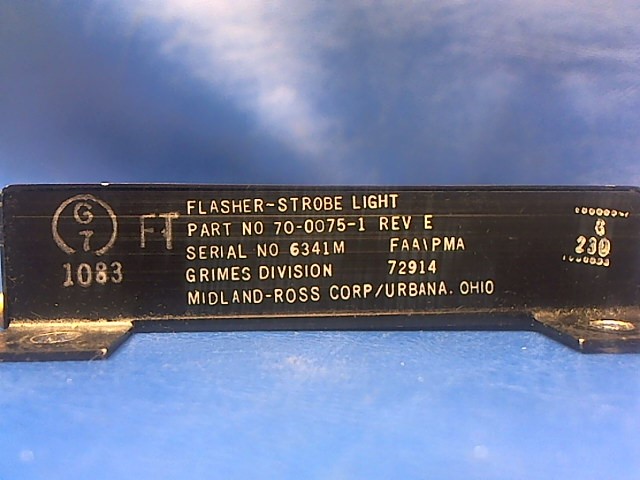 G
7
1083
FT
FLASHER-STROBE LIGHT
PART NO 70-0075-1 REV E
SERIAL NO 6341M FAA\PMA
GRIMES DIVISION 72914
MIDLAND-ROSS CORP/URBANA. OHIO
G
230